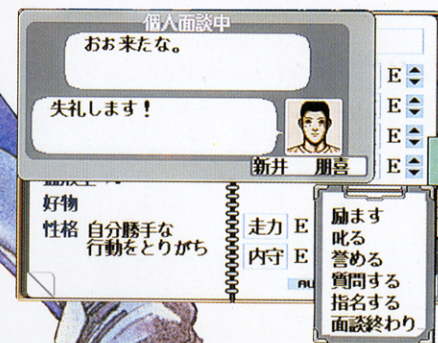 個人面談中
おお来たな。
失礼します！
新井　朋喜
E
E
E
E
好物
性格 自分勝手な
行動をとりがち
走力 E
内守 E
AU
励ます
叱る
誉める
質問する
指名する
面談終わり